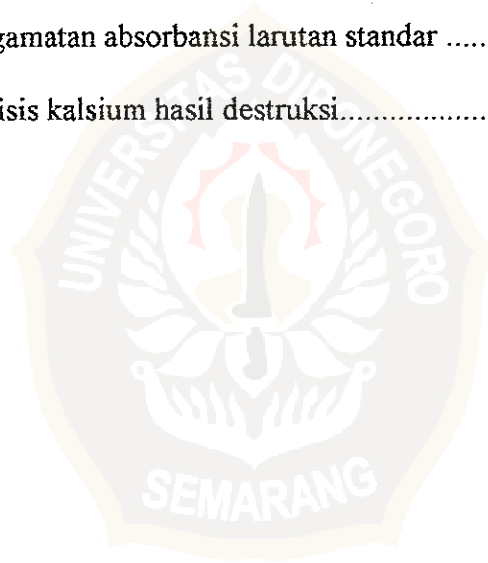 gamatan absorbansi larutan standar .....
isis kalsium hasil destruksi..................
UNIVERSITAS DIPONEGORO
SEMARANG